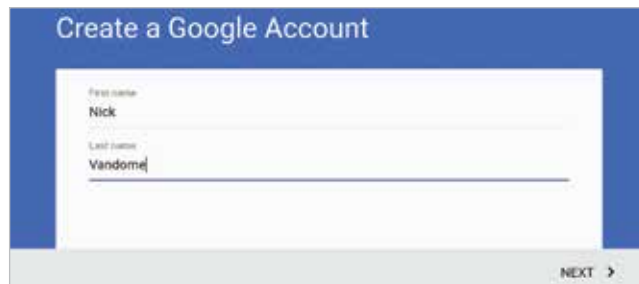 Create a Google Account
First name
Nick
Last name
Vandome
NEXT >